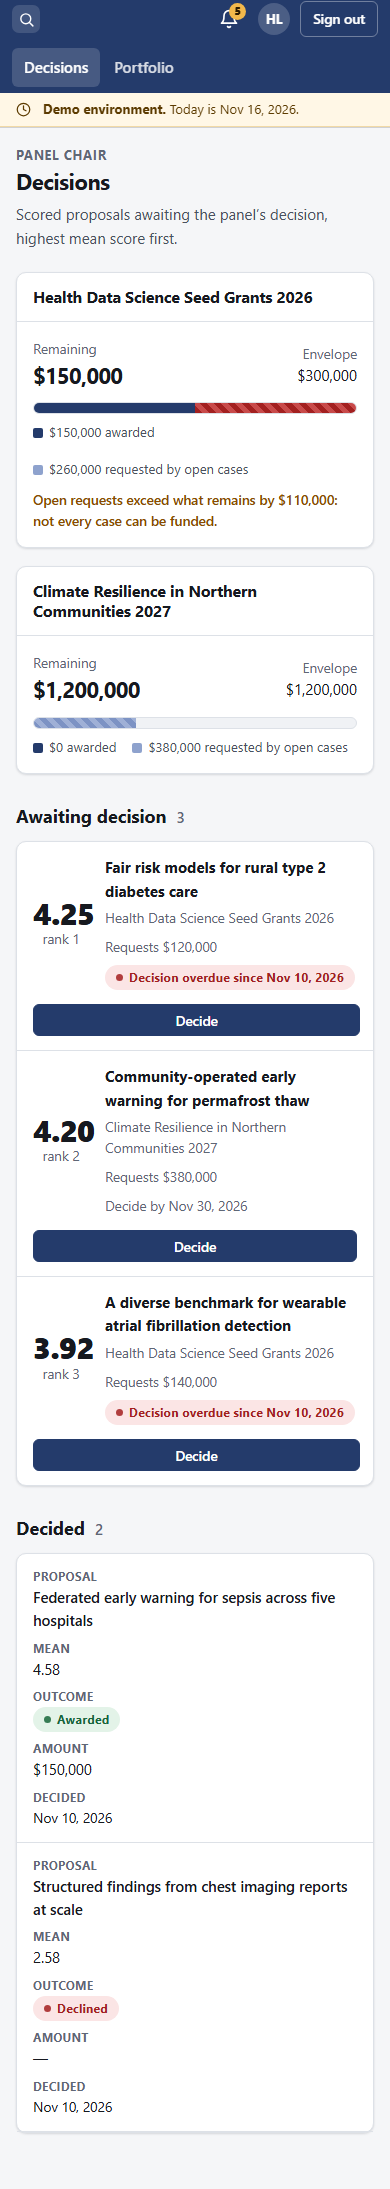 5
HL
Sign out
Decisions
Portfolio
Demo environment. Today is Nov 16, 2026.
PANEL CHAIR
Decisions
Scored proposals awaiting the panel's decision,
highest mean score first.
Health Data Science Seed Grants 2026
Remaining
Envelope
$150,000
$300,000
$150,000 awarded
$260,000 requested by open cases
Open requests exceed what remains by $110,000:
not every case can be funded.
Climate Resilience in Northern
Communities 2027
Remaining
Envelope
$1,200,000
$1,200,000
$0 awarded
$380,000 requested by open cases
Awaiting decision 3
4.25
rank 1
Fair risk models for rural type 2
diabetes care
Health Data Science Seed Grants 2026
Requests $120,000
Decision overdue since Nov 10, 2026
Decide
4.20
rank 2
Community-operated early
warning for permafrost thaw
Climate Resilience in Northern
Communities 2027
Requests $380,000
Decide by Nov 30, 2026
Decide
3.92
rank 3
A diverse benchmark for wearable
atrial fibrillation detection
Health Data Science Seed Grants 2026
Requests $140,000
Decision overdue since Nov 10, 2026
Decide
Decided 2
PROPOSAL
Federated early warning for sepsis across five
hospitals
MEAN
4.58
OUTCOME
Awarded
AMOUNT
$150,000
DECIDED
Nov 10, 2026
PROPOSAL
Structured findings from chest imaging reports
at scale
MEAN
2.58
OUTCOME
Declined
AMOUNT
—
DECIDED
Nov 10, 2026